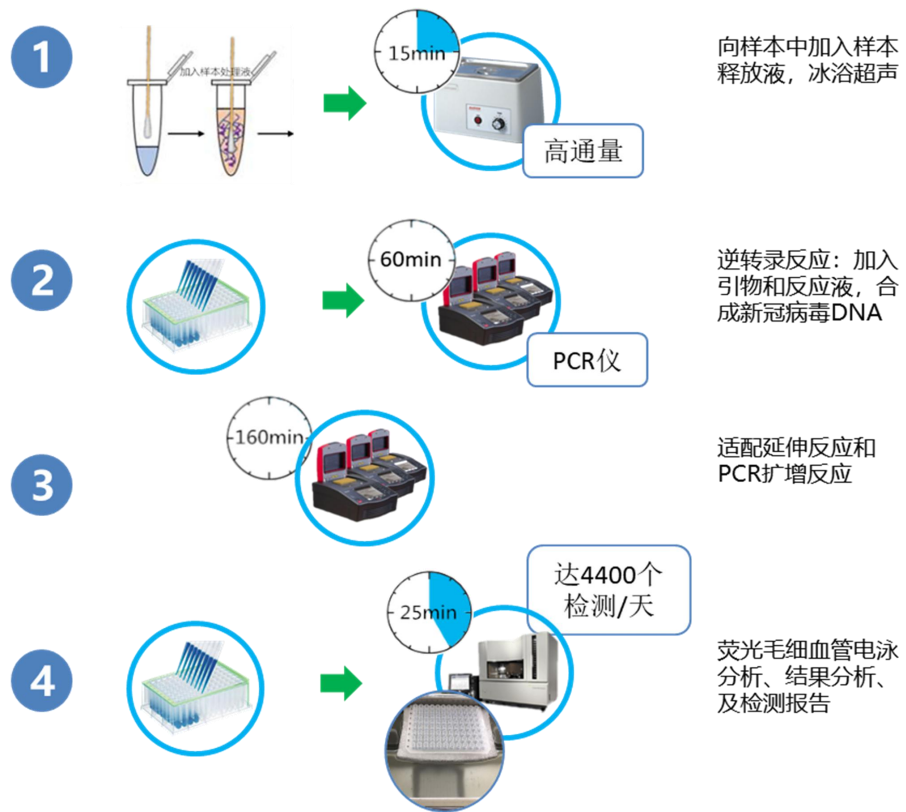 1
加入样本处理液
15min
高通量
向样本中加入样本
释放液，冰浴超声
2
60min
PCR仪
逆转录反应：加入
引物和反应液，合
成新冠病毒DNA
3
160min
适配延伸反应和
PCR扩增反应
4
25min
达4400个
检测/天
荧光毛细血管电泳
分析、结果分析、
及检测报告